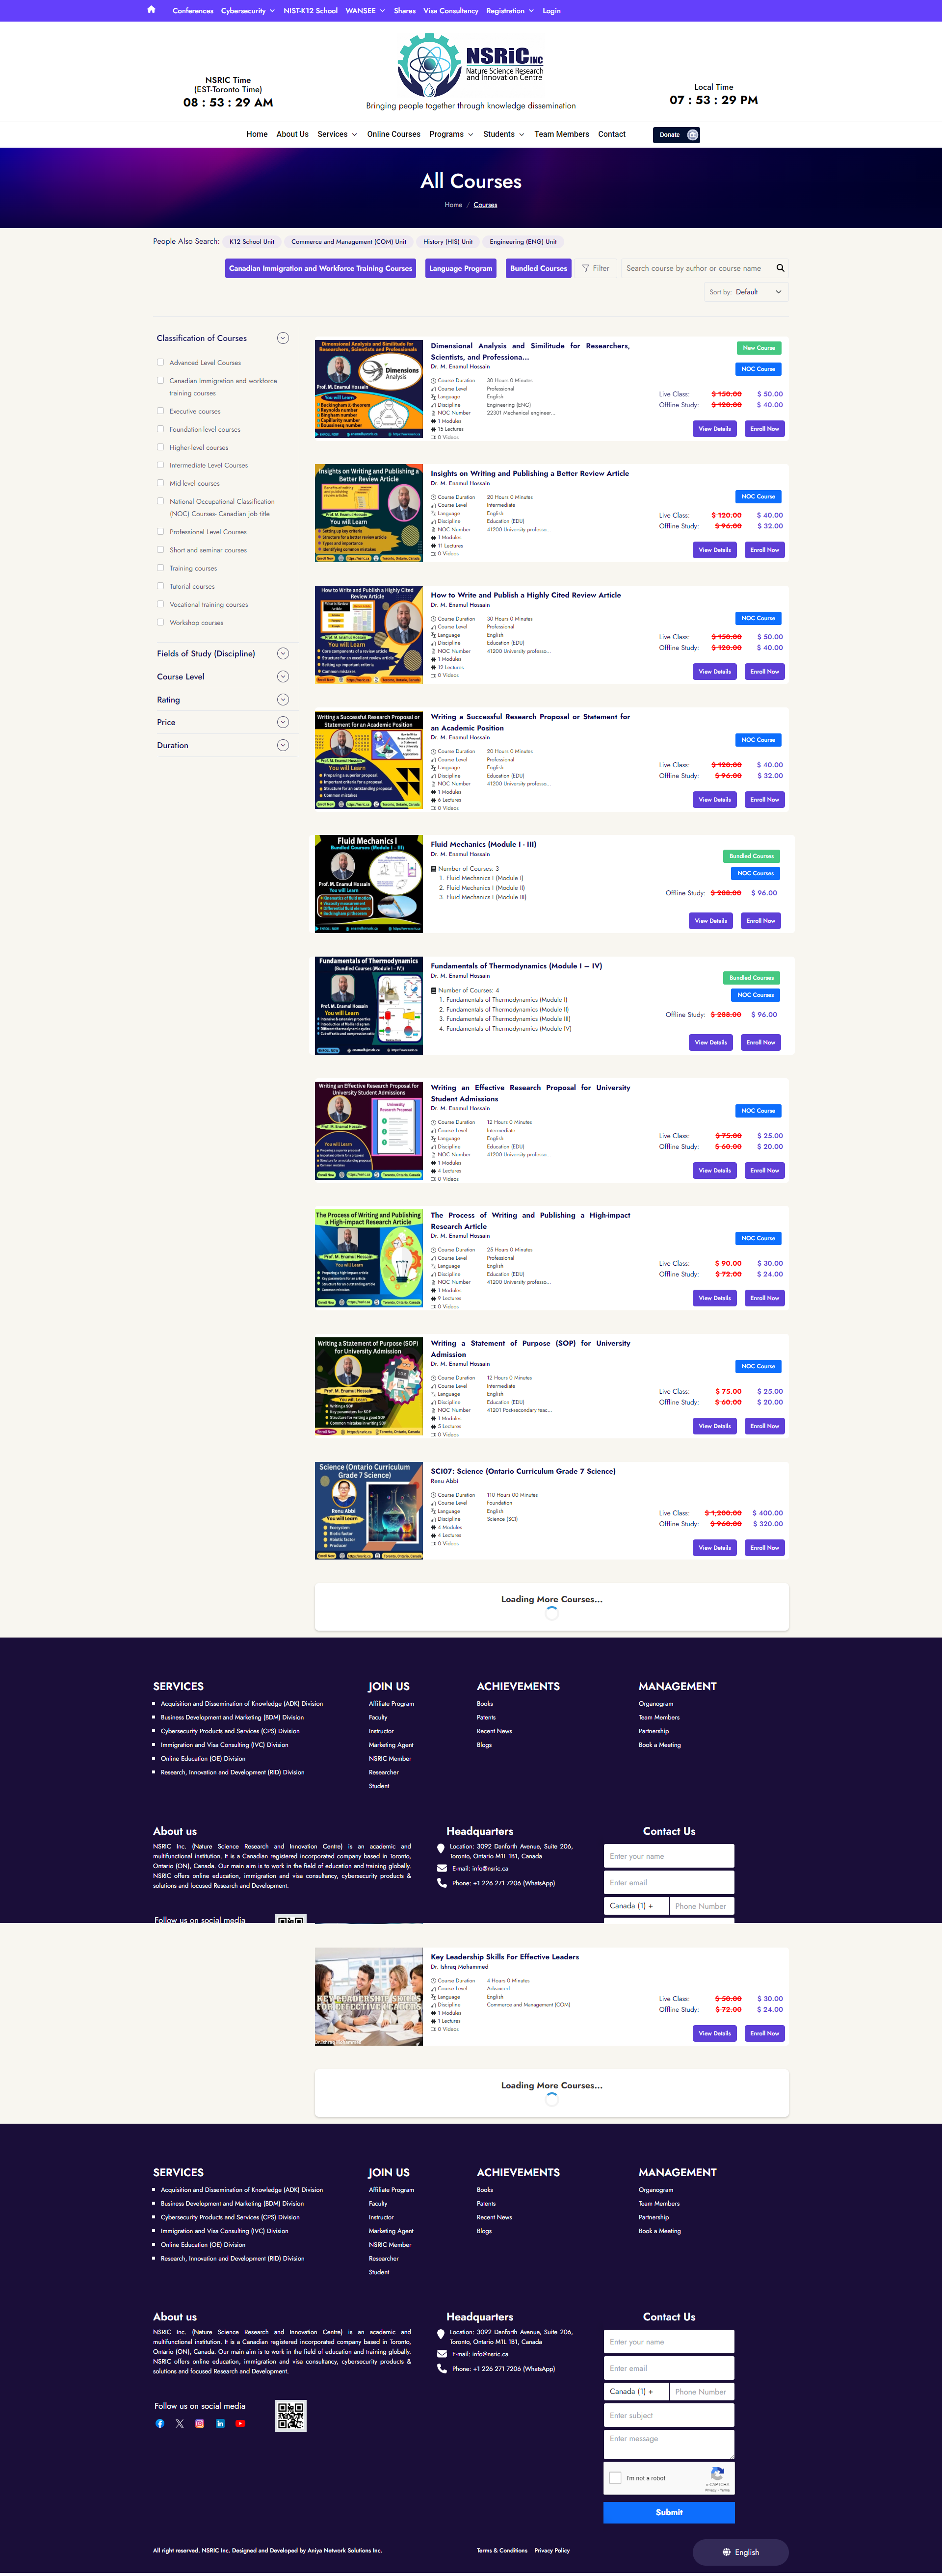 Conferences Cybersecurity NIST-K12 School WANSEE Shares Visa Consultancy Registration Login
NSRIC Time
(EST-Toronto Time)
08 : 53 : 29 AM
NSRIC INC
Nature Science Research
and Innovation Centre
Bringing people together through knowledge dissemination
Local Time
07 : 53 : 29 PM
Home About Us Services Online Courses Programs Students Team Members Contact Donate
All Courses
Home / Courses
People Also Search: K12 School Unit Commerce and Management (COM) Unit History (HIS) Unit Engineering (ENG) Unit
Canadian Immigration and Workforce Training Courses Language Program Bundled Courses Filter Search course by author or course name
Sort by: Default
Classification of Courses
Advanced Level Courses
Canadian Immigration and workforce
training courses
Executive courses
Foundation-level courses
Higher-level courses
Intermediate Level Courses
Mid-level courses
National Occupational Classification
(NOC) Courses- Canadian job title
Professional Level Courses
Short and seminar courses
Training courses
Tutorial courses
Vocational training courses
Workshop courses
Fields of Study (Discipline)
Course Level
Rating
Price
Duration
Dimensional Analysis and Similitude for Researchers,
Scientists, and Professiona...
Dr. M. Enamul Hossain
Course Duration 30 Hours 0 Minutes
Course Level Professional
Language English
Discipline Engineering (ENG)
NOC Number 22301 Mechanical engineer...
1 Modules
15 Lectures
0 Videos
New Course
NOC Course
Live Class: $ 150.00 $ 50.00
Offline Study: $ 120.00 $ 40.00
View Details Enroll Now
Insights on Writing and Publishing a Better Review Article
Dr. M. Enamul Hossain
Course Duration 20 Hours 0 Minutes
Course Level Intermediate
Language English
Discipline Education (EDU)
NOC Number 41200 University professo...
1 Modules
11 Lectures
0 Videos
NOC Course
Live Class: $ 120.00 $ 40.00
Offline Study: $ 96.00 $ 32.00
View Details Enroll Now
How to Write and Publish a Highly Cited Review Article
Dr. M. Enamul Hossain
Course Duration 30 Hours 0 Minutes
Course Level Professional
Language English
Discipline Education (EDU)
NOC Number 41200 University professo...
1 Modules
12 Lectures
0 Videos
NOC Course
Live Class: $ 150.00 $ 50.00
Offline Study: $ 120.00 $ 40.00
View Details Enroll Now
Writing a Successful Research Proposal or Statement for
an Academic Position
Dr. M. Enamul Hossain
Course Duration 20 Hours 0 Minutes
Course Level Professional
Language English
Discipline Education (EDU)
NOC Number 41200 University professo...
1 Modules
6 Lectures
0 Videos
NOC Course
Live Class: $ 120.00 $ 40.00
Offline Study: $ 96.00 $ 32.00
View Details Enroll Now
Fluid Mechanics I (Module I - III)
Dr. M. Enamul Hossain
Number of Courses: 3
1. Fluid Mechanics I (Module I)
2. Fluid Mechanics I (Module II)
3. Fluid Mechanics I (Module III)
Bundled Courses
NOC Courses
Offline Study: $ 288.00 $ 96.00
View Details Enroll Now
Fundamentals of Thermodynamics (Module I – IV)
Dr. M. Enamul Hossain
Number of Courses: 4
1. Fundamentals of Thermodynamics (Module I)
2. Fundamentals of Thermodynamics (Module II)
3. Fundamentals of Thermodynamics (Module III)
4. Fundamentals of Thermodynamics (Module IV)
Bundled Courses
NOC Courses
Offline Study: $ 288.00 $ 96.00
View Details Enroll Now
Writing an Effective Research Proposal for University
Student Admissions
Dr. M. Enamul Hossain
Course Duration 12 Hours 0 Minutes
Course Level Intermediate
Language English
Discipline Education (EDU)
NOC Number 41200 University professo...
1 Modules
4 Lectures
0 Videos
NOC Course
Live Class: $ 75.00 $ 25.00
Offline Study: $ 60.00 $ 20.00
View Details Enroll Now
The Process of Writing and Publishing a High-impact
Research Article
Dr. M. Enamul Hossain
Course Duration 25 Hours 0 Minutes
Course Level Professional
Language English
Discipline Education (EDU)
NOC Number 41200 University professo...
1 Modules
9 Lectures
0 Videos
NOC Course
Live Class: $ 90.00 $ 30.00
Offline Study: $ 72.00 $ 24.00
View Details Enroll Now
Writing a Statement of Purpose (SOP) for University
Admission
Dr. M. Enamul Hossain
Course Duration 12 Hours 0 Minutes
Course Level Intermediate
Language English
Discipline Education (EDU)
NOC Number 41201 Post-secondary teac...
1 Modules
5 Lectures
0 Videos
NOC Course
Live Class: $ 75.00 $ 25.00
Offline Study: $ 60.00 $ 20.00
View Details Enroll Now
SCI07: Science (Ontario Curriculum Grade 7 Science)
Renu Abbi
Course Duration 110 Hours 00 Minutes
Course Level Foundation
Language English
Discipline Science (SCI)
4 Modules
4 Lectures
0 Videos
Live Class: $ 1,200.00 $ 400.00
Offline Study: $ 960.00 $ 320.00
View Details Enroll Now
Loading More Courses...
SERVICES
Acquisition and Dissemination of Knowledge (ADK) Division
Business Development and Marketing (BDM) Division
Cybersecurity Products and Services (CPS) Division
Immigration and Visa Consulting (IVC) Division
Online Education (OE) Division
Research, Innovation and Development (RID) Division
JOIN US
Affiliate Program
Faculty
Instructor
Marketing Agent
NSRIC Member
Researcher
Student
ACHIEVEMENTS
Books
Patents
Recent News
Blogs
MANAGEMENT
Organogram
Team Members
Partnership
Book a Meeting
About us
NSRIC Inc. (Nature Science Research and Innovation Centre) is an academic and
multifunctional institution. It is a Canadian registered incorporated company based in Toronto,
Ontario (ON), Canada. Our main aim is to work in the field of education and training globally.
NSRIC offers online education, immigration and visa consultancy, cybersecurity products &
solutions and focused Research and Development.
Follow us on social media
Headquarters
Location: 3092 Danforth Avenue, Suite 206,
Toronto, Ontario M1L 1B1, Canada
E-mail: info@nsric.ca
Phone: +1 226 271 7206 (WhatsApp)
Contact Us
Enter your name
Enter email
Canada (1) + Phone Number
Key Leadership Skills For Effective Leaders
Dr. Ishraq Mohammed
Course Duration 4 Hours 0 Minutes
Course Level Advanced
Language English
Discipline Commerce and Management (COM)
1 Modules
1 Lectures
0 Videos
Live Class: $ 50.00 $ 30.00
Offline Study: $ 72.00 $ 24.00
View Details Enroll Now
Loading More Courses...
SERVICES
Acquisition and Dissemination of Knowledge (ADK) Division
Business Development and Marketing (BDM) Division
Cybersecurity Products and Services (CPS) Division
Immigration and Visa Consulting (IVC) Division
Online Education (OE) Division
Research, Innovation and Development (RID) Division
JOIN US
Affiliate Program
Faculty
Instructor
Marketing Agent
NSRIC Member
Researcher
Student
ACHIEVEMENTS
Books
Patents
Recent News
Blogs
MANAGEMENT
Organogram
Team Members
Partnership
Book a Meeting
About us
NSRIC Inc. (Nature Science Research and Innovation Centre) is an academic and
multifunctional institution. It is a Canadian registered incorporated company based in Toronto,
Ontario (ON), Canada. Our main aim is to work in the field of education and training globally.
NSRIC offers online education, immigration and visa consultancy, cybersecurity products &
solutions and focused Research and Development.
Follow us on social media
Headquarters
Location: 3092 Danforth Avenue, Suite 206,
Toronto, Ontario M1L 1B1, Canada
E-mail: info@nsric.ca
Phone: +1 226 271 7206 (WhatsApp)
Contact Us
Enter your name
Enter email
Canada (1) + Phone Number
Enter subject
Enter message
I'm not a robot
reCAPTCHA
Privacy - Terms
Submit
All right reserved. NSRIC Inc. Designed and Developed by Aniya Network Solutions Inc.
Terms & Conditions Privacy Policy
English